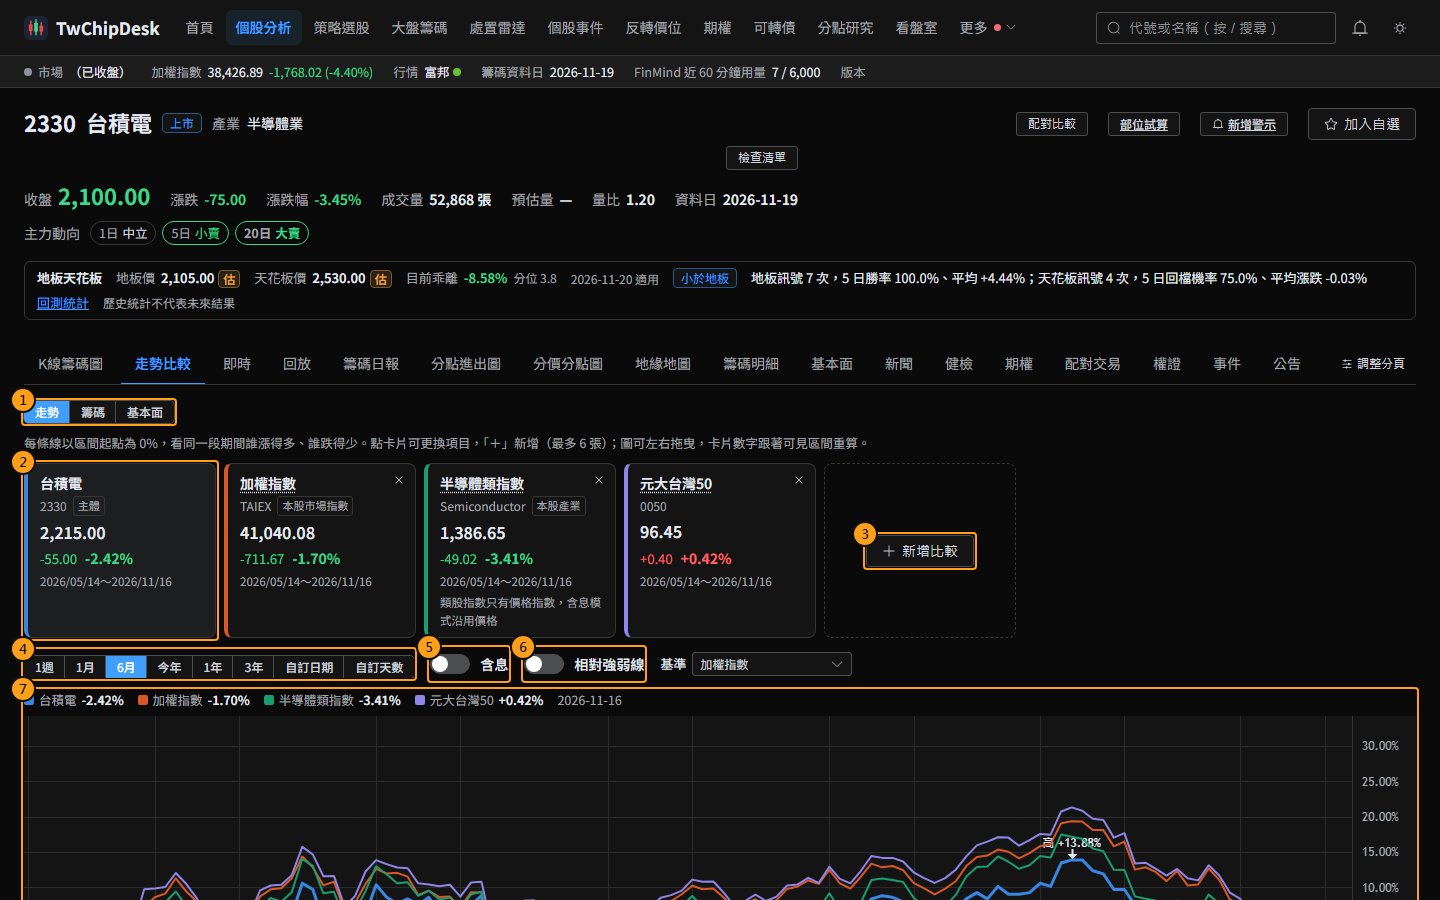 TwChipDesk 首頁 個股分析 策略選股 大盤籌碼 處置雷達 個股事件 反轉價位 期權 可轉債 分點研究 看盤室 更多 代號或名稱（按 / 搜尋）
市場 （已收盤） 加權指數 38,426.89 -1,768.02 (-4.40%) 行情 富邦 籌碼資料日 2026-11-19 FinMind 近 60 分鐘用量 7 / 6,000 版本
2330 台積電 上市 產業 半導體業 配對比較 部位試算 新增警示 加入自選
檢查清單
收盤 2,100.00 漲跌 -75.00 漲跌幅 -3.45% 成交量 52,868 張 預估量 — 量比 1.20 資料日 2026-11-19
主力動向 1日 中立 5日 小賣 20日 大賣
地板天花板 地板價 2,105.00 估 天花板價 2,530.00 估 目前乖離 -8.58% 分位 3.8 2026-11-20 適用 小於地板 地板訊號 7 次，5 日勝率 100.0%、平均 +4.44%；天花板訊號 4 次，5 日回檔機率 75.0%、平均漲跌 -0.03%
回測統計 歷史統計不代表未來結果
K線籌碼圖 走勢比較 即時 回放 籌碼日報 分點進出圖 分價分點圖 地緣地圖 籌碼明細 基本面 新聞 健檢 期權 配對交易 權證 事件 公告 調整分頁
1 走勢 籌碼 基本面
每條線以區間起點為 0%，看同一段期間誰漲得多、誰跌得少。點卡片可更換項目，「＋」新增（最多 6 張）；圖可左右拖曳，卡片數字跟著可見區間重算。
2
台積電 加權指數 半導體類指數 元大台灣50
2330 主體 TAIEX 本股市場指數 Semiconductor 本股產業 0050
2,215.00 41,040.08 1,386.65 96.45
3 新增比較
-55.00 -2.42% -711.67 -1.70% -49.02 -3.41% +0.40 +0.42%
2026/05/14～2026/11/16 2026/05/14～2026/11/16 2026/05/14～2026/11/16 2026/05/14～2026/11/16
類股指數只有價格指數，含息模
式沿用價格
4 1週 1月 6月 今年 1年 3年 自訂日期 自訂天數 5 含息 6 相對強弱線 基準 加權指數
7 台積電 -2.42% 加權指數 -1.70% 半導體類指數 -3.41% 元大台灣50 +0.42% 2026-11-16
30.00%
25.00%
20.00%
高 +13.88%
15.00%
10.00%